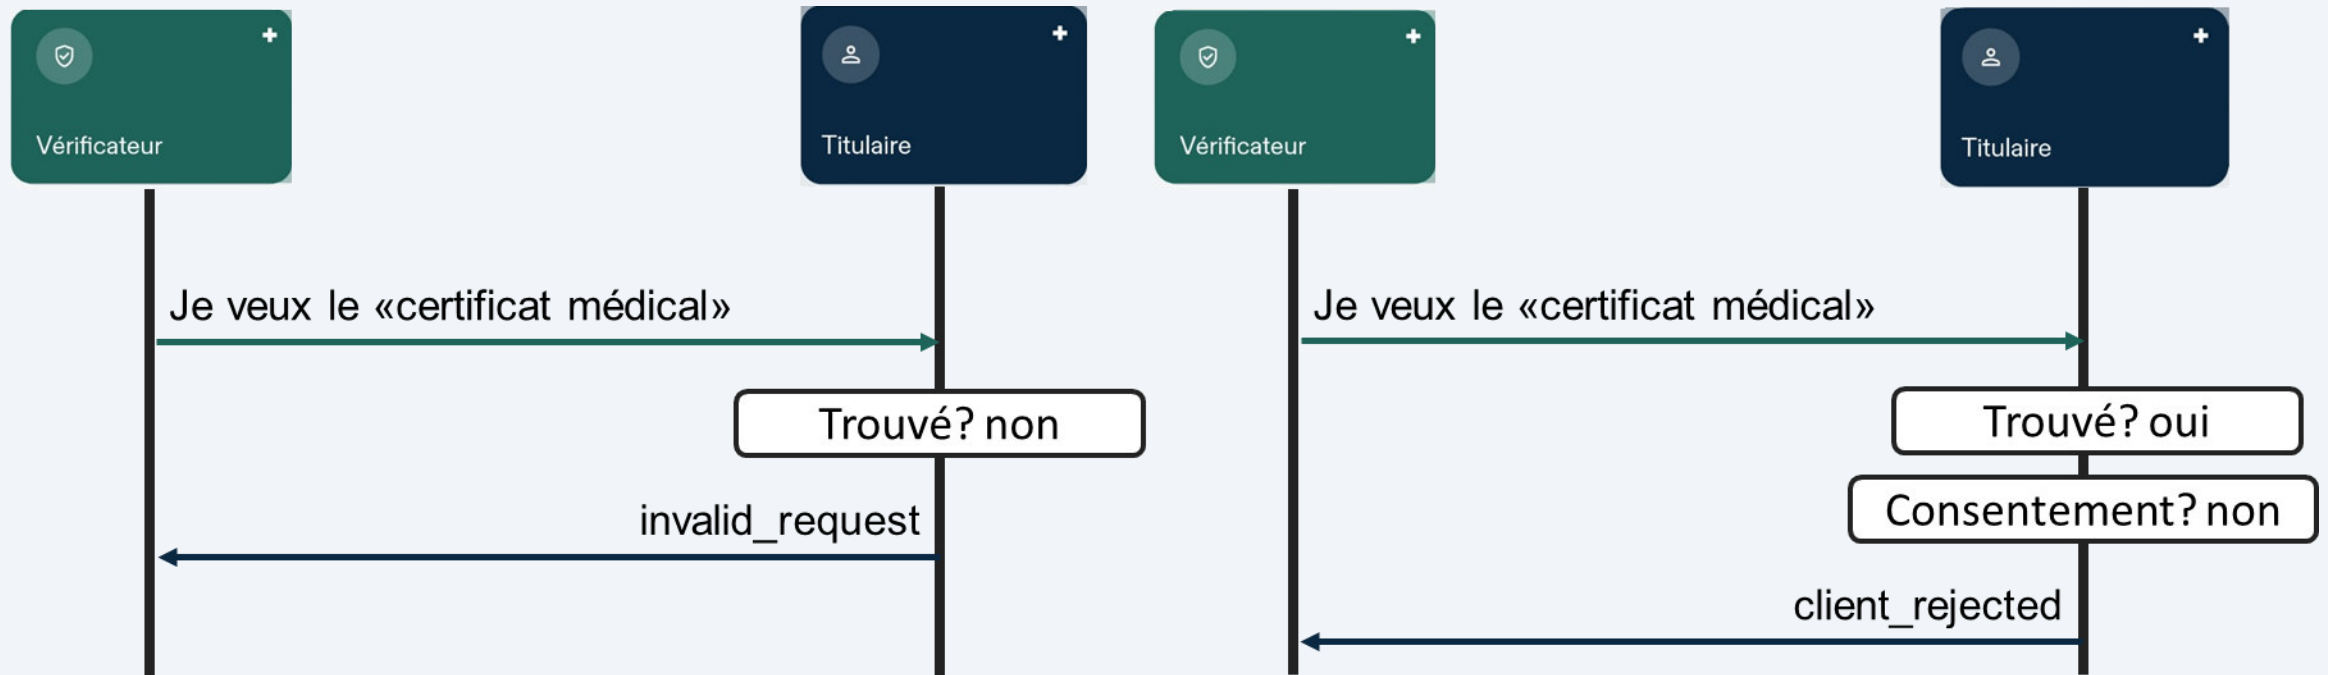 Vérificateur
Titulaire
Je veux le «certificat médical»
Trouvé? non
invalid_request
Vérificateur
Titulaire
Je veux le «certificat médical»
Trouvé? oui
Consentement? non
client_rejected